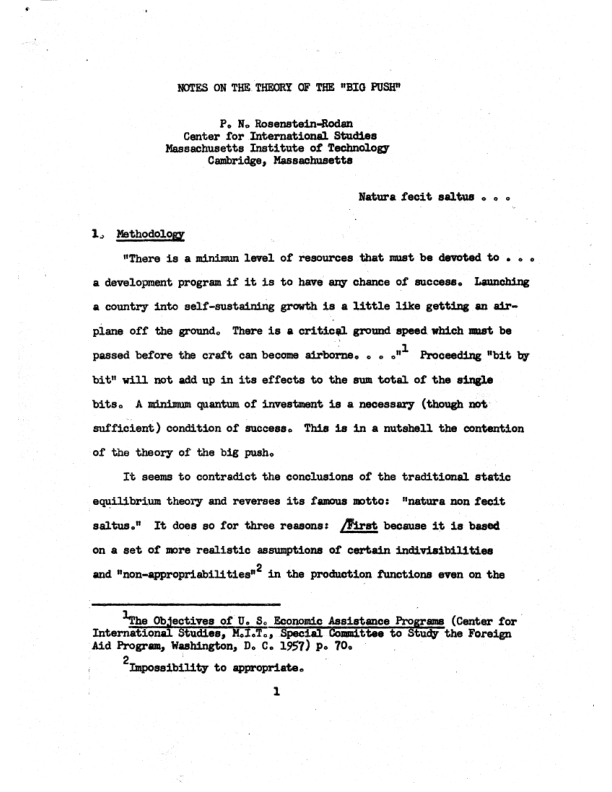 NOTES ON THE THEORY OF THE "BIG PUSH"
P. N. Rosenstein-Rodan
Center for International Studies
Massachusetts Institute of Technology
Cambridge, Massachusetts
Natura fecit saltus . . .
1. Methodology
"There is a minimun level of resources that must be devoted to . . .
a development program if it is to have any chance of success. Launching
a country into self-sustaining growth is a little like getting an air-
plane off the ground. There is a critical ground speed which must be
passed before the craft can become airborne. . . ."1 Proceeding "bit by
bit" will not add up in its effects to the sum total of the single
bits. A minimum quantum of investment is a necessary (though not
sufficient) condition of success. This is in a nutshell the contention
of the theory of the big push.
It seems to contradict the conclusions of the traditional static
equilibrium theory and reverses its famous motto: "natura non fecit
saltus." It does so for three reasons: First because it is based
on a set of more realistic assumptions of certain indivisibilities
and "non-appropriabilities"2 in the production functions even on the
1The Objectives of U. S. Economic Assistance Programs (Center for
International Studies, M.I.T., Special Committee to Study the Foreign
Aid Program, Washington, D. C. 1957) p. 70.
2Impossibility to appropriate.
1